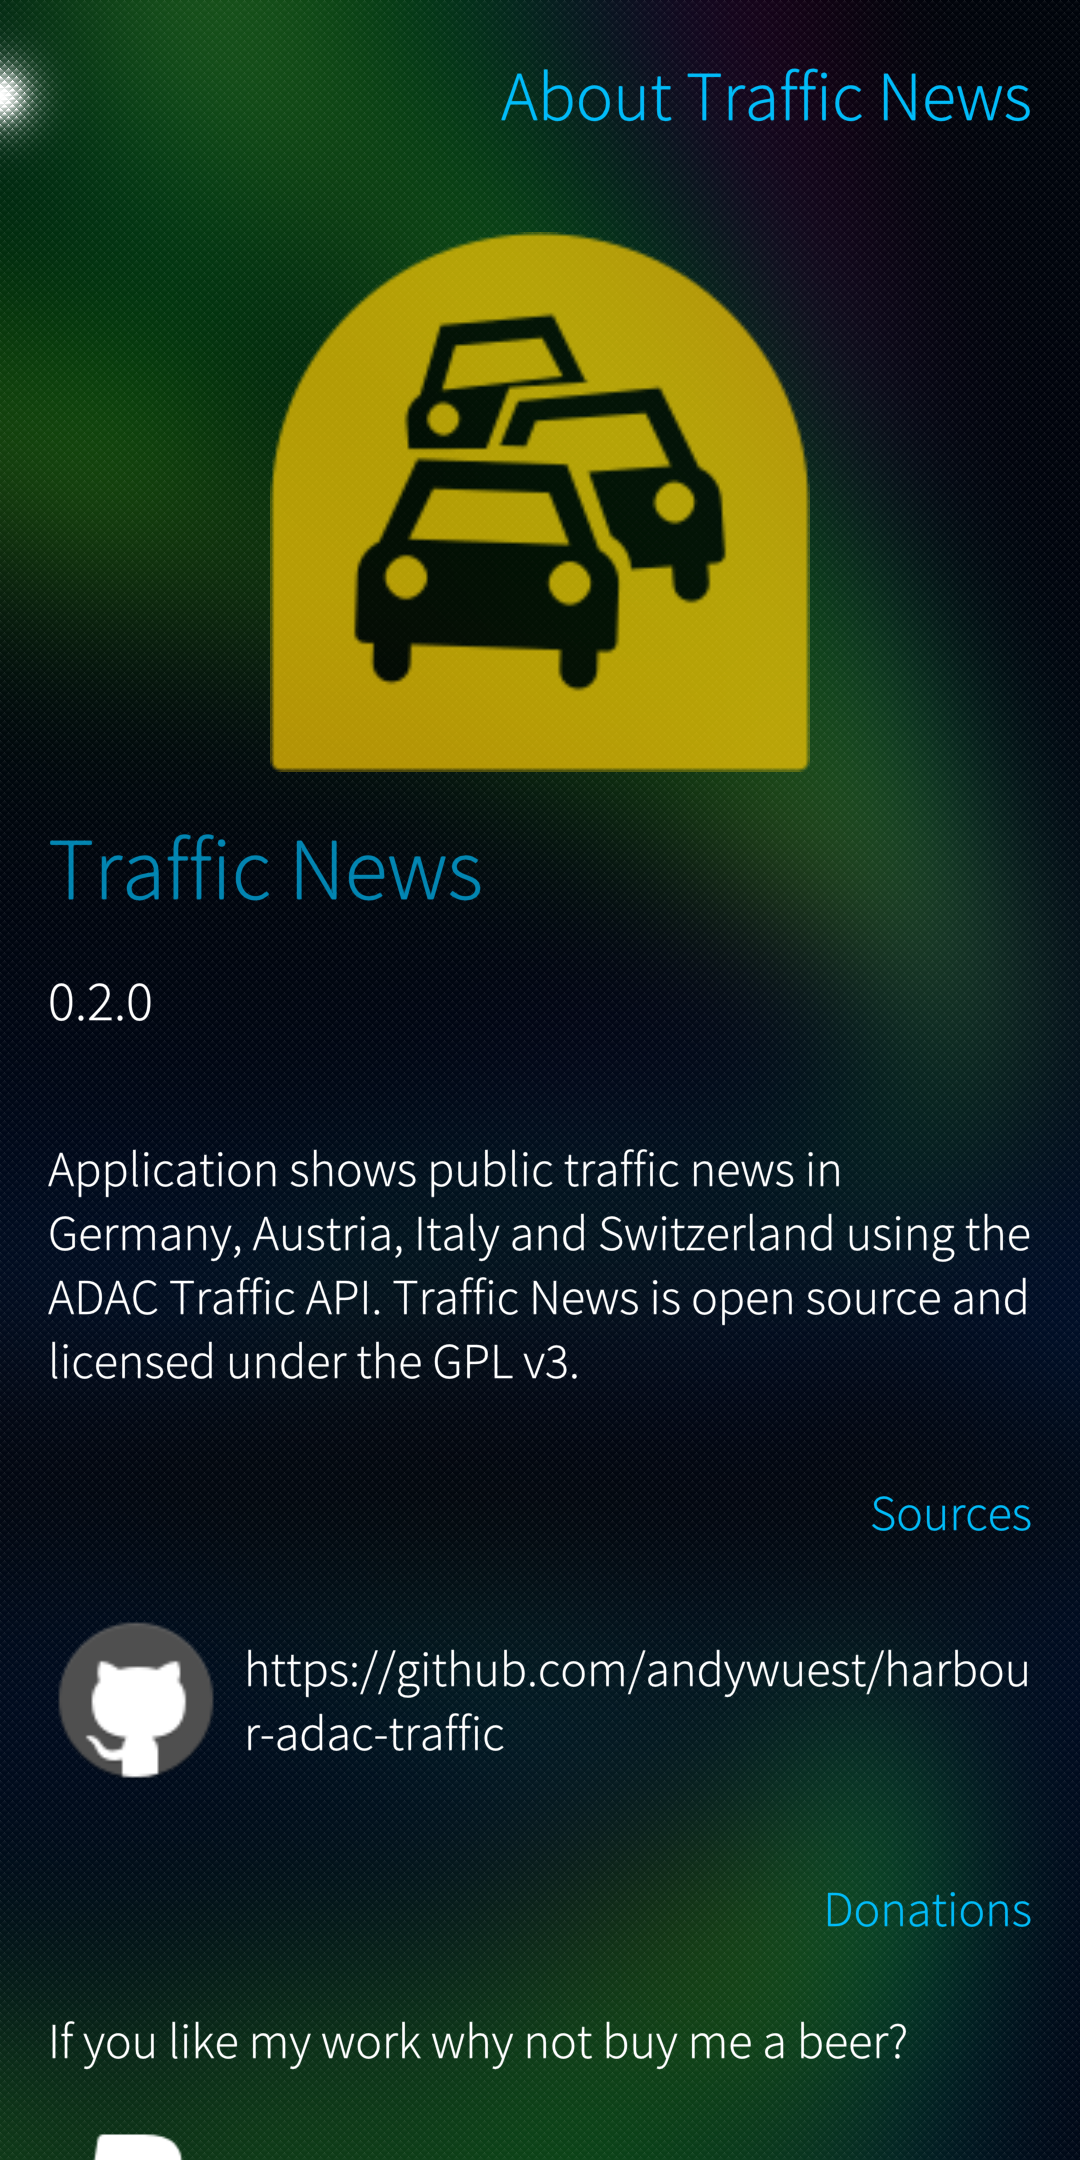 About Traffic News
Traffic News
0.2.0
Application shows public traffic news in
Germany, Austria, Italy and Switzerland using the
ADAC Traffic API. Traffic News is open source and
licensed under the GPL v3.
Sources
https://github.com/andywuest/harbou
r-adac-traffic
Donations
If you like my work why not buy me a beer?